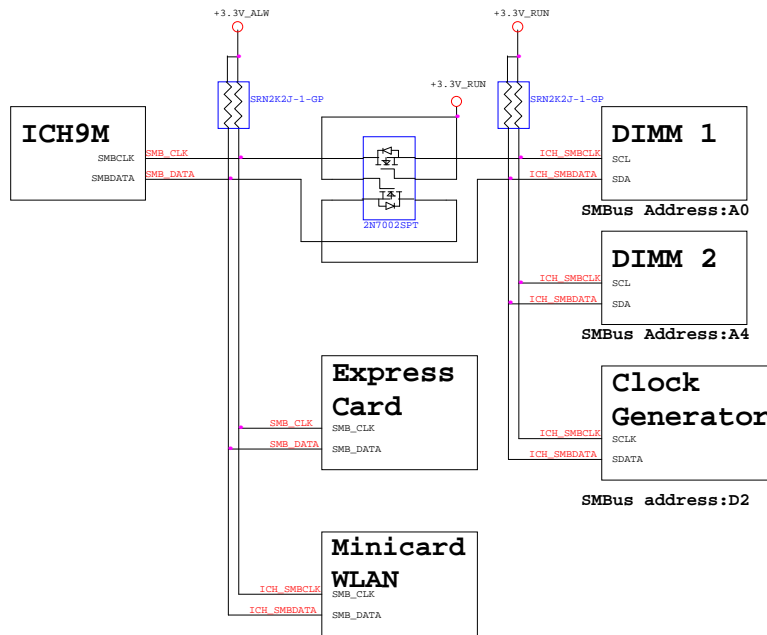 +3.3V_ALW
+3.3V_RUN
+3.3V_RUN
SRN2K2J-1-GP
SRN2K2J-1-GP
ICH9M
SMBCLK
SMB_CLK
SMBDATA
SMB_DATA
2N7002SPT
DIMM 1
ICH_SMBCLK
SCL
ICH_SMBDATA
SDA
SMBus Address:A0
DIMM 2
ICH_SMBCLK
SCL
ICH_SMBDATA
SDA
SMBus Address:A4
Express
Card
SMB_CLK
SMB_CLK
SMB_DATA
SMB_DATA
Clock
Generator
ICH_SMBCLK
SCLK
ICH_SMBDATA
SDATA
SMBus address:D2
Minicard
WLAN
ICH_SMBCLK
SMB_CLK
ICH_SMBDATA
SMB_DATA